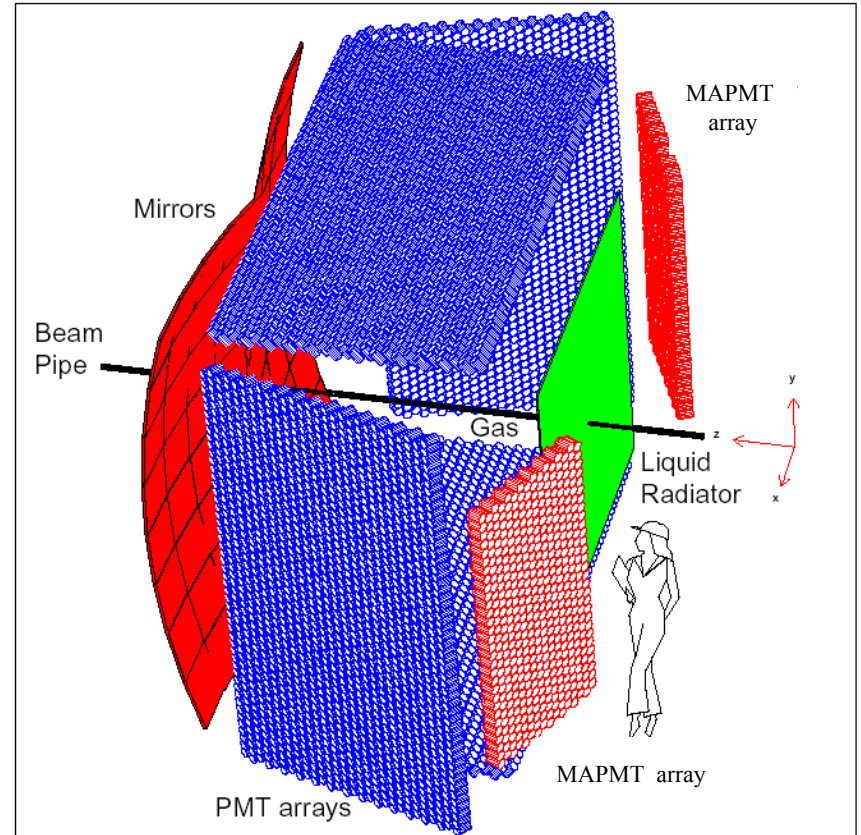 MAPMT
array
Mirrors
Beam
Pipe
y
Gas
z
Liquid
Radiator
x
MAPMT array
PMT arrays